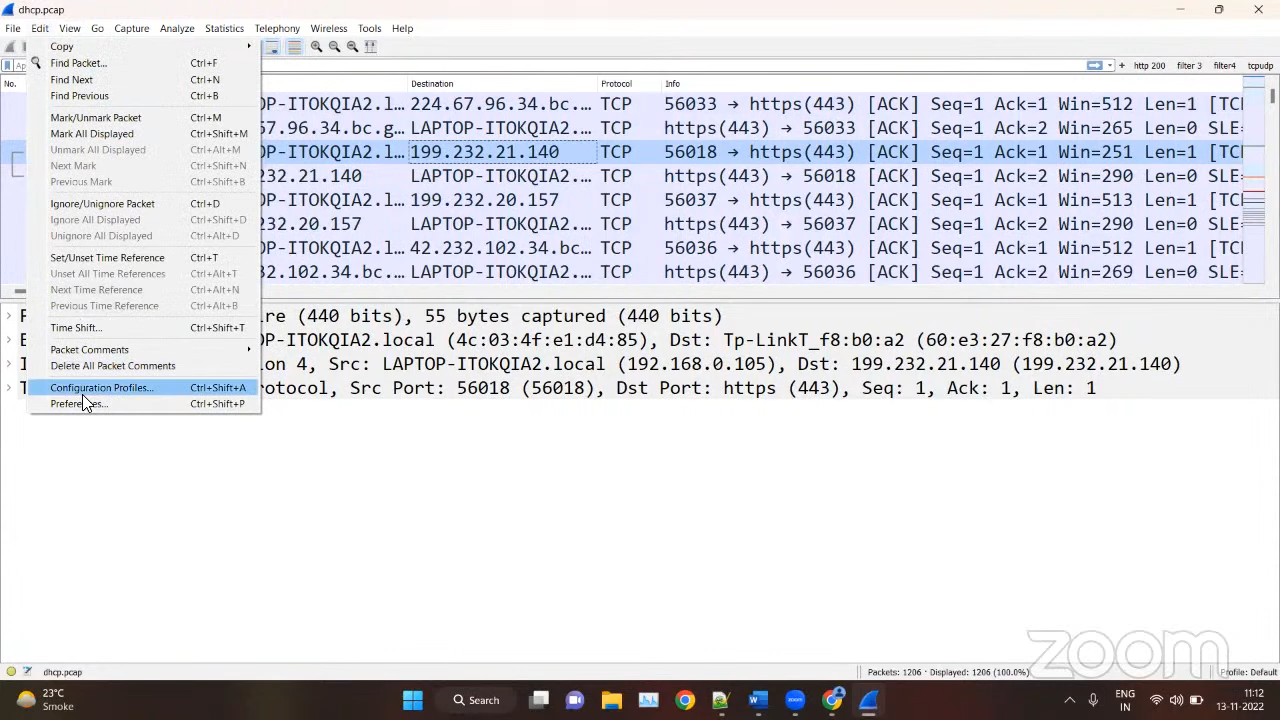 dhcp.pcap
File Edit View Go Capture Analyze Statistics Telephony Wireless Tools Help
Copy
Find Packet... Ctrl+F
Find Next Ctrl+N
Find Previous Ctrl+B
Mark/Unmark Packet Ctrl+M
Mark All Displayed Ctrl+Shift+M
Unmark All Displayed Ctrl+Alt+M
Next Mark Ctrl+Shift+N
Previous Mark Ctrl+Shift+B
Ignore/Unignore Packet Ctrl+D
Ignore All Displayed Ctrl+Shift+D
Unignore All Displayed Ctrl+Alt+D
Set/Unset Time Reference Ctrl+T
Unset All Time References Ctrl+Alt+T
Next Time Reference Ctrl+Alt+N
Previous Time Reference Ctrl+Alt+B
Time Shift... Ctrl+Shift+T
Packet Comments
Delete All Packet Comments
Configuration Profiles... Ctrl+Shift+A
Preferences... Ctrl+Shift+P
http 200 filter 3 filter4 tcpudp
No. Destination Protocol Info
OP-ITOKQIA2.l... 224.67.96.34.bc.... TCP 56033 → https(443) [ACK] Seq=1 Ack=1 Win=512 Len=1 [TC
67.96.34.bc.g... LAPTOP-ITOKQIA2.... TCP https(443) → 56033 [ACK] Seq=1 Ack=2 Win=265 Len=0 SLE=
OP-ITOKQIA2.l... 199.232.21.140 TCP 56018 → https(443) [ACK] Seq=1 Ack=1 Win=251 Len=1 [TC
232.21.140 LAPTOP-ITOKQIA2.... TCP https(443) → 56018 [ACK] Seq=1 Ack=2 Win=290 Len=0 SLE=
OP-ITOKQIA2.l... 199.232.20.157 TCP 56037 → https(443) [ACK] Seq=1 Ack=1 Win=513 Len=1 [TC
232.20.157 LAPTOP-ITOKQIA2.... TCP https(443) → 56037 [ACK] Seq=1 Ack=2 Win=290 Len=0 SLE=
OP-ITOKQIA2.l... 42.232.102.34.bc.... TCP 56036 → https(443) [ACK] Seq=1 Ack=1 Win=512 Len=1 [TC
32.102.34.bc.... LAPTOP-ITOKQIA2.... TCP https(443) → 56036 [ACK] Seq=1 Ack=2 Win=269 Len=0 SLE=
ire (440 bits), 55 bytes captured (440 bits)
OP-ITOKQIA2.local (4c:03:4f:e1:d4:85), Dst: Tp-LinkT_f8:b0:a2 (60:e3:27:f8:b0:a2)
ion 4, Src: LAPTOP-ITOKQIA2.local (192.168.0.105), Dst: 199.232.21.140 (199.232.21.140)
rotocol, Src Port: 56018 (56018), Dst Port: https (443), Seq: 1, Ack: 1, Len: 1
zoom
dhcp.pcap Packets: 1206 · Displayed: 1206 (100.0%) Profile: Default
23°C
Smoke
Search
ENG
IN
11:12
13-11-2022